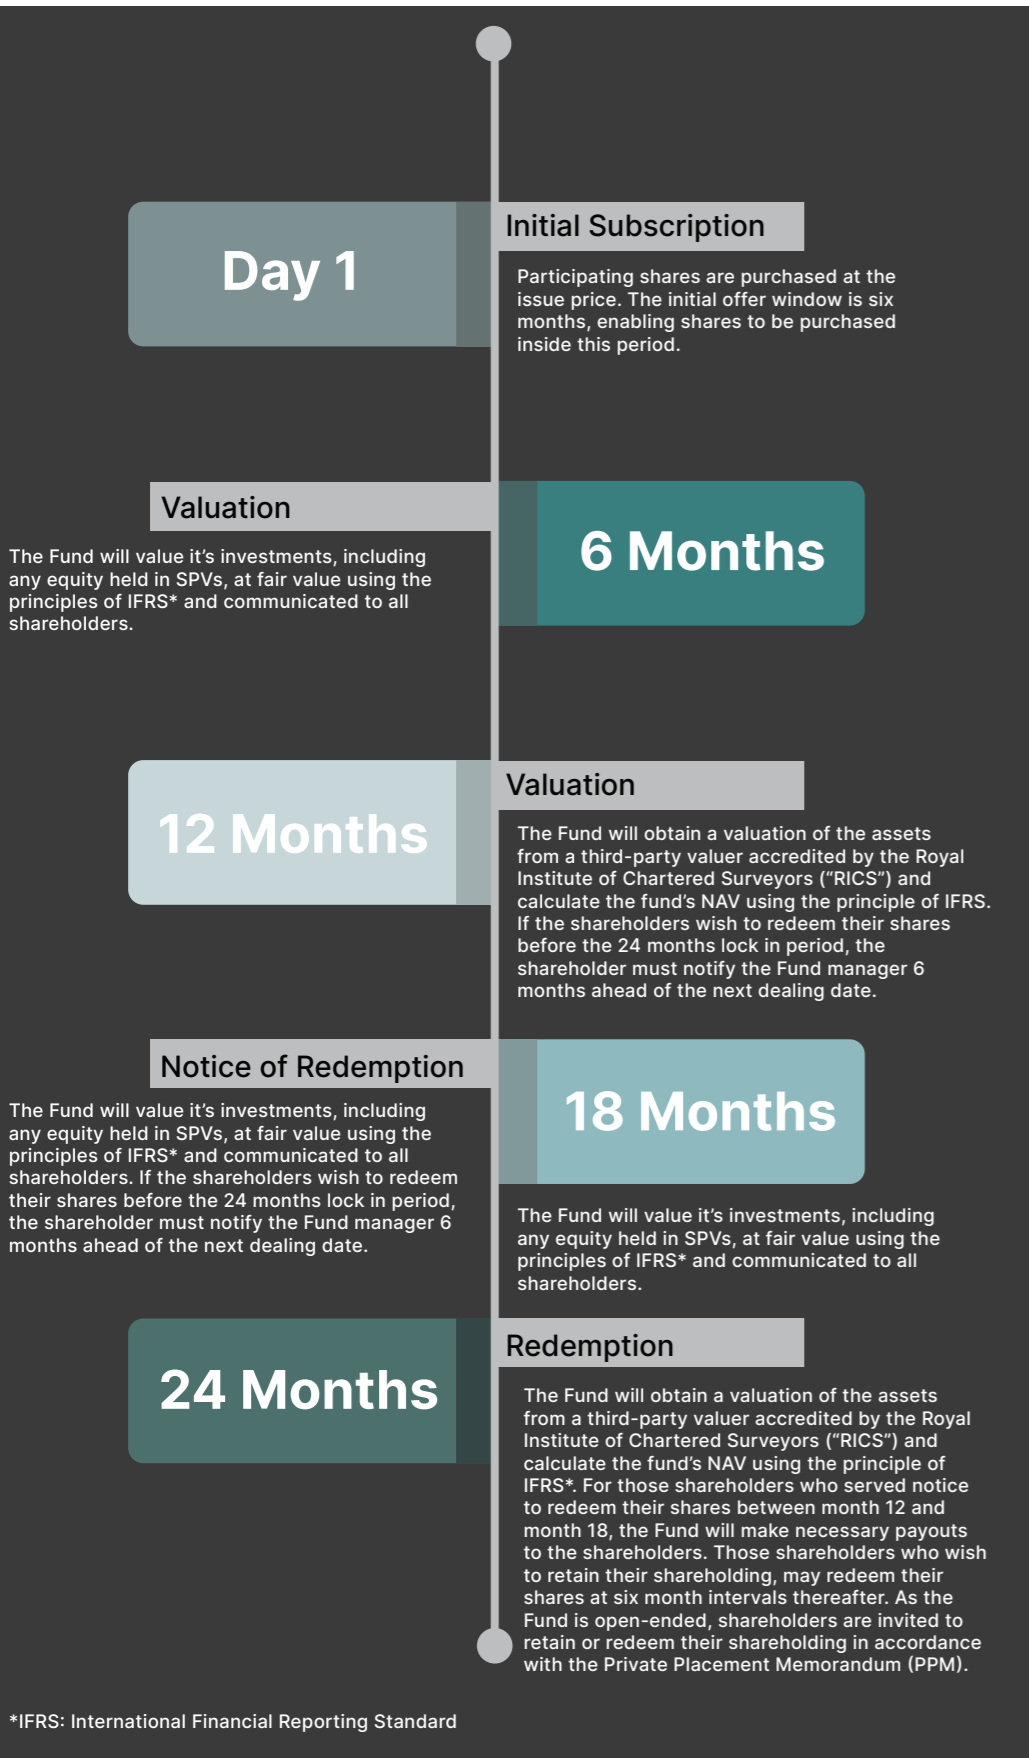 Day 1
Initial Subscription
Participating shares are purchased at the
issue price. The initial offer window is six
months, enabling shares to be purchased
inside this period.
Valuation
6 Months
The Fund will value it’s investments, including
any equity held in SPVs, at fair value using the
principles of IFRS* and communicated to all
shareholders.
12 Months
Valuation
The Fund will obtain a valuation of the assets
from a third-party valuer accredited by the Royal
Institute of Chartered Surveyors (“RICS”) and
calculate the fund’s NAV using the principle of IFRS.
If the shareholders wish to redeem their shares
before the 24 months lock in period, the
shareholder must notify the Fund manager 6
months ahead of the next dealing date.
Notice of Redemption
18 Months
The Fund will value it’s investments, including
any equity held in SPVs, at fair value using the
principles of IFRS* and communicated to all
shareholders. If the shareholders wish to redeem
their shares before the 24 months lock in period,
the shareholder must notify the Fund manager 6
months ahead of the next dealing date.
The Fund will value it’s investments, including
any equity held in SPVs, at fair value using the
principles of IFRS* and communicated to all
shareholders.
24 Months
Redemption
The Fund will obtain a valuation of the assets
from a third-party valuer accredited by the Royal
Institute of Chartered Surveyors (“RICS”) and
calculate the fund’s NAV using the principle of
IFRS*. For those shareholders who served notice
to redeem their shares between month 12 and
month 18, the Fund will make necessary payouts
to the shareholders. Those shareholders who wish
to retain their shareholding, may redeem their
shares at six month intervals thereafter. As the
Fund is open-ended, shareholders are invited to
retain or redeem their shareholding in accordance
with the Private Placement Memorandum (PPM).
*IFRS: International Financial Reporting Standard